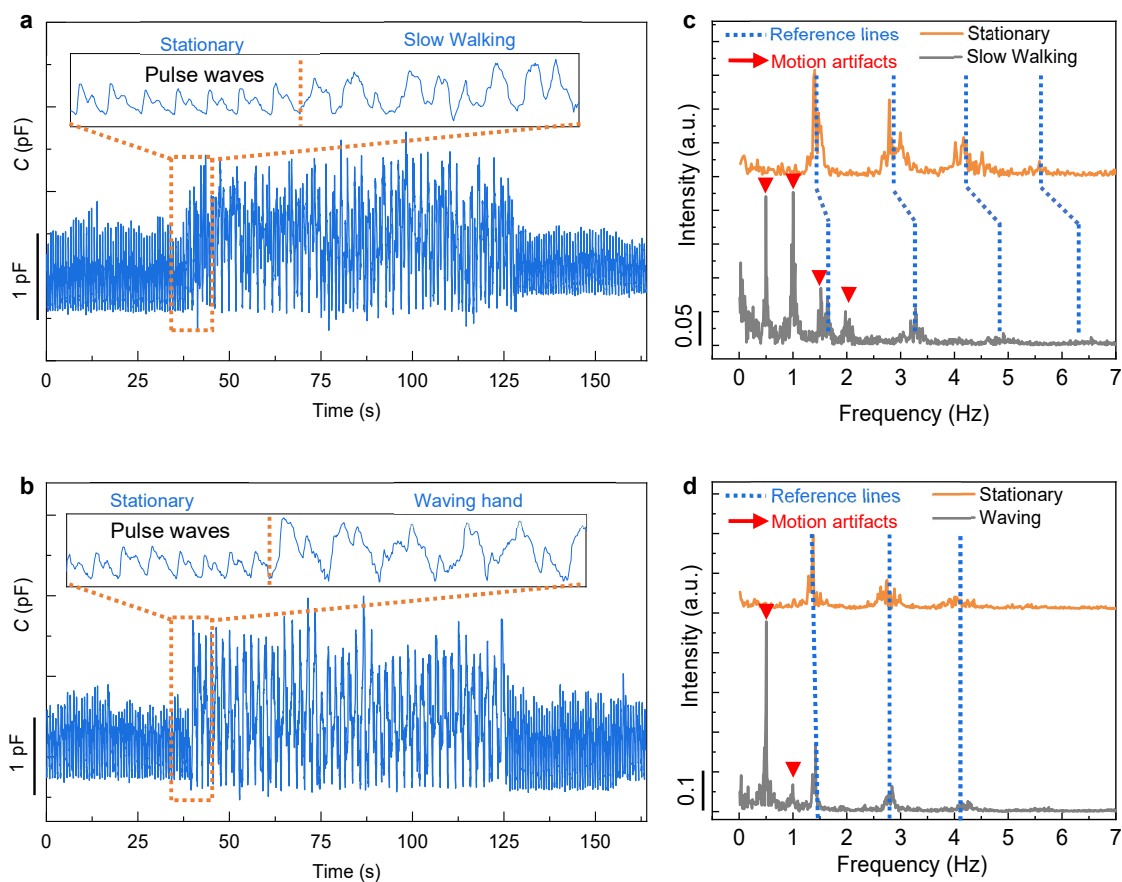 a
Stationary
Slow Walking
Pulse waves
C (pF)
1 pF
0 25 50 75 100 125 150
Time (s)
c
Reference lines
Stationary
Motion artifacts
Slow Walking
Intensity (a.u.)
0.05
0 1 2 3 4 5 6 7
Frequency (Hz)
b
Stationary
Waving hand
Pulse waves
C (pF)
1 pF
0 25 50 75 100 125 150
Time (s)
d
Reference lines
Stationary
Motion artifacts
Waving
Intensity (a.u.)
0.1
0 1 2 3 4 5 6 7
Frequency (Hz)